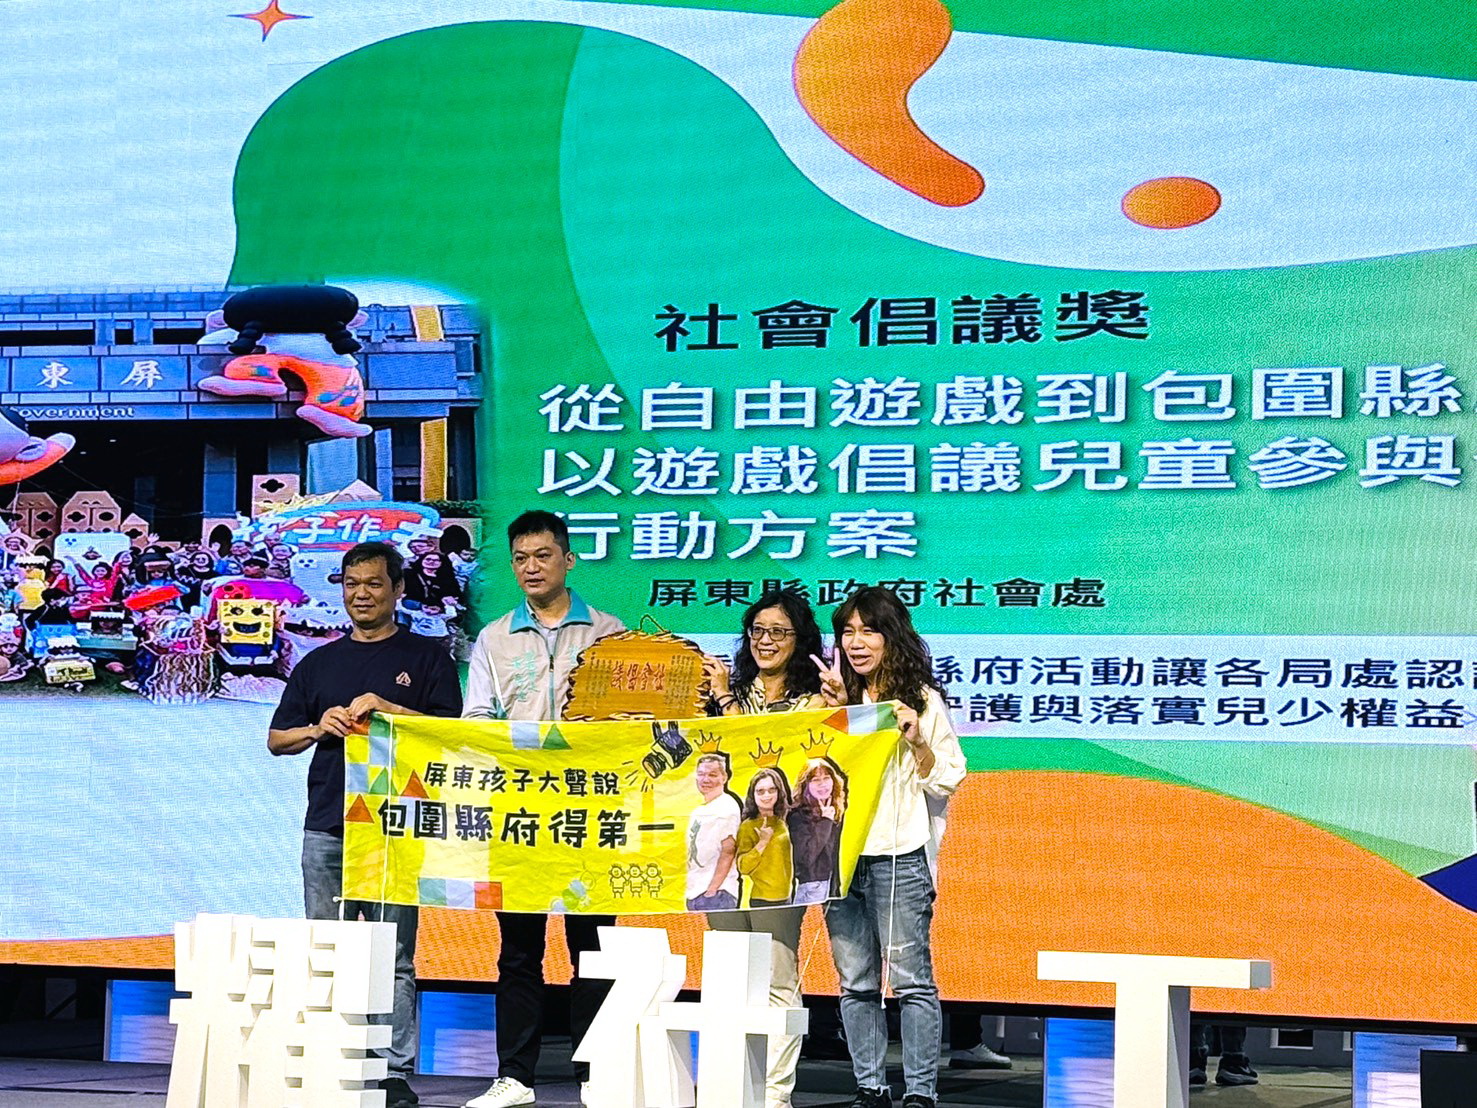 社會倡議獎
從自由遊戲到包圍縣
以遊戲倡議兒童參與
行動方案
屏東縣政府社會處
縣府活動讓各局處認
守護與落實兒少權益
東 屏
overnment
孩子作
屏東孩子大聲說
包圍縣府得第一
耀 社 工